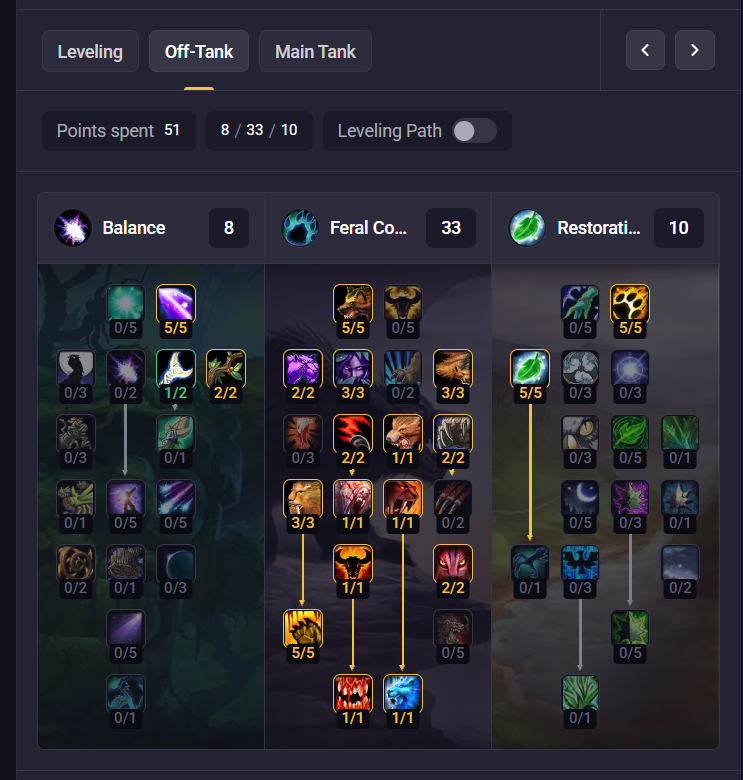 Leveling Off-Tank Main Tank
Points spent 51 8 / 33 / 10 Leveling Path
Balance 8 Feral Co... 33 Restorati... 10
0/5 5/5 5/5 0/5 0/5 5/5
0/3 0/2 1/2 2/2 2/2 3/3 0/2 3/3 5/5 0/3 0/3
0/3 0/1 0/3 2/2 1/1 2/2 0/3 0/5 0/1
0/1 0/5 0/5 3/3 1/1 1/1 0/2 0/5 0/3 0/1
0/2 0/1 0/3 1/1 2/2 0/1 0/3 0/2
0/5 5/5 0/5 0/5
0/1 1/1 1/1 0/1